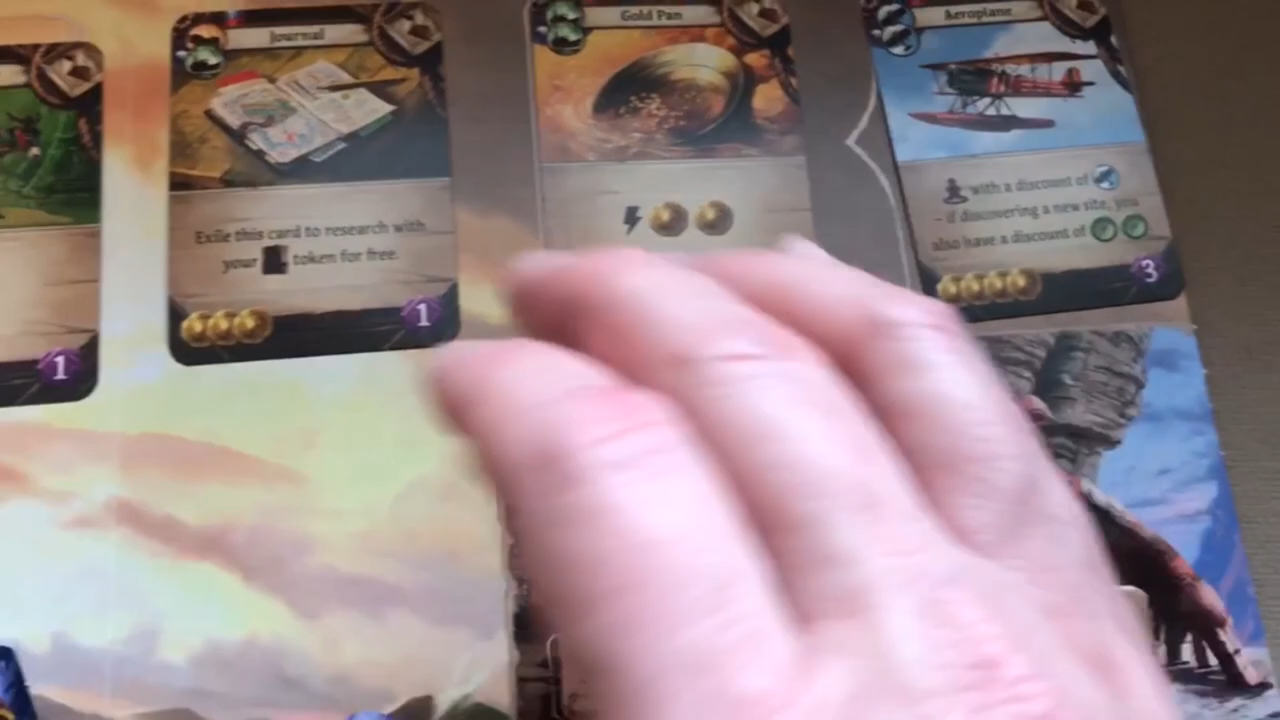 Journal
Gold Pan
Aeroplane
Exile this card to research with
your token for free.
with a discount of
– if discovering a new site, you
also have a discount of
1
1
3